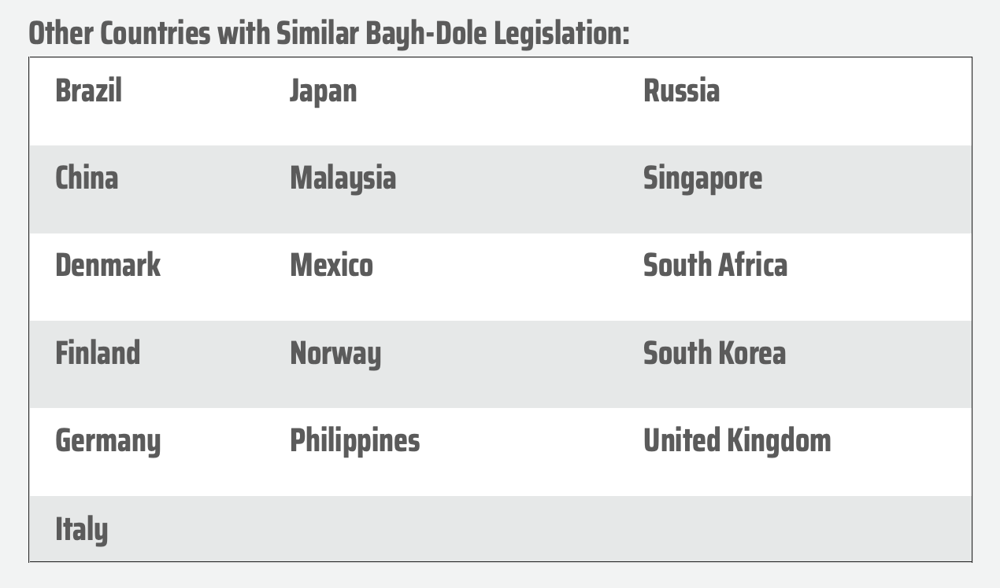 Other Countries with Similar Bayh-Dole Legislation:
Brazil Japan Russia
China Malaysia Singapore
Denmark Mexico South Africa
Finland Norway South Korea
Germany Philippines United Kingdom
Italy